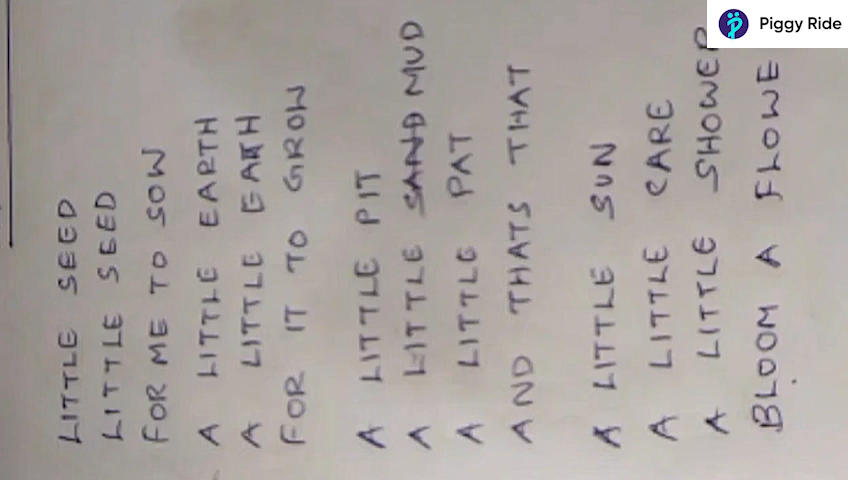 LITTLE SEED
LITTLE SEED
FOR ME TO SOW
A LITTLE EARTH
A LITTLE EARH
FOR IT TO GROW
A LITTLE PIT
A LITTLE SAND MUD
A LITTLE PAT
AND THATS THAT
A LITTLE SUN
A LITTLE CARE
A LITTLE SHOWER
BLOOM A FLOWE
Piggy Ride